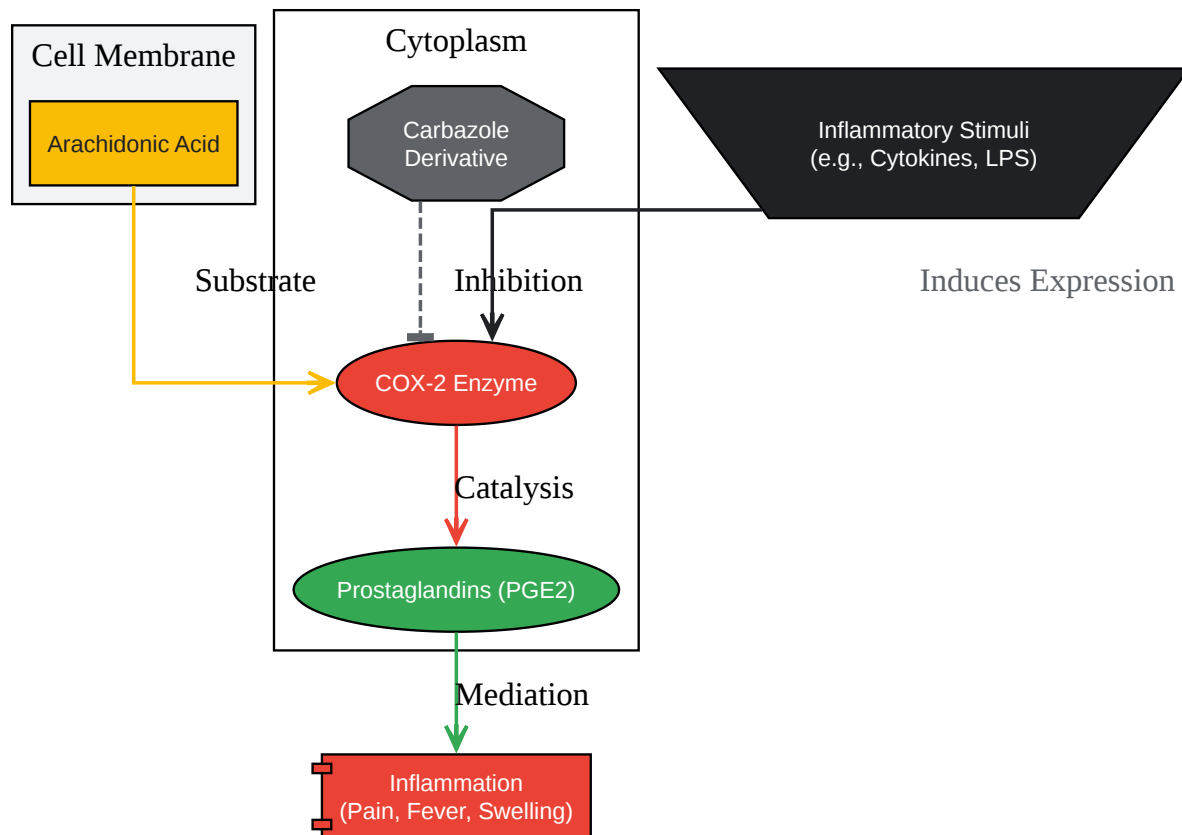 Cell Membrane
Arachidonic Acid
Cytoplasm
Carbazole
Derivative
Inflammatory Stimuli
(e.g., Cytokines, LPS)
Substrate
Inhibition
Induces Expression
COX-2 Enzyme
Catalysis
Prostaglandins (PGE2)
Mediation
Inflammation
(Pain, Fever, Swelling)